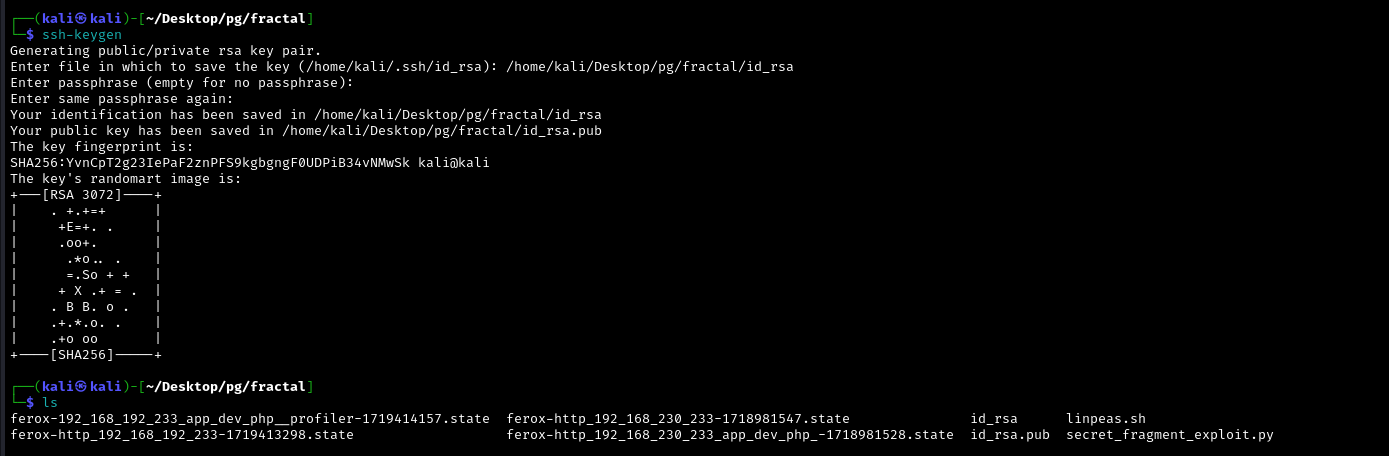 ┌──(kali㉿kali)-[~/Desktop/pg/fractal]
└─$ ssh-keygen
Generating public/private rsa key pair.
Enter file in which to save the key (/home/kali/.ssh/id_rsa): /home/kali/Desktop/pg/fractal/id_rsa
Enter passphrase (empty for no passphrase):
Enter same passphrase again:
Your identification has been saved in /home/kali/Desktop/pg/fractal/id_rsa
Your public key has been saved in /home/kali/Desktop/pg/fractal/id_rsa.pub
The key fingerprint is:
SHA256:YvnCpT2g23IePaF2znPFS9kgbgngF0UDPiB34vNMwSk kali@kali
The key's randomart image is:
+---[RSA 3072]----+
|    . +.+=+      |
|     +E=+. .     |
|     .oo+.       |
|      .*o.. .    |
|      =.So + +   |
|     + X .+ = .  |
|    . B B. o .   |
|    .+.*.o. .    |
|    .+o oo       |
+----[SHA256]-----+
┌──(kali㉿kali)-[~/Desktop/pg/fractal]
└─$ ls
ferox-192_168_192_233_app_dev_php__profiler-1719414157.state  ferox-http_192_168_230_233-1718981547.state               id_rsa      linpeas.sh
ferox-http_192_168_192_233-1719413298.state                   ferox-http_192_168_230_233_app_dev_php_-1718981528.state  id_rsa.pub  secret_fragment_exploit.py